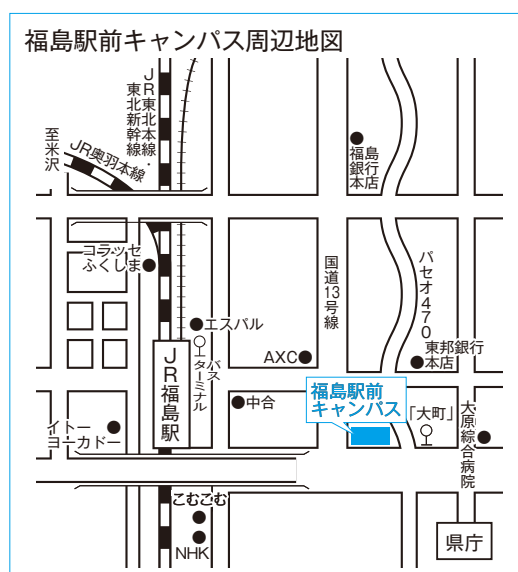 福島駅前キャンパス周辺地図
JR東北本線・
東北新幹線
至米沢
JR奥羽本線
福島
銀行
本店
コラッセ
ふくしま
国道13号線
パセオ470
エスパル
バス
ターミナル
AXC
東邦銀行
本店
JR福島駅
中合
福島駅前
キャンパス
「大町」
大原綜合病院
イトー
ヨーカドー
こむこむ
NHK
県庁